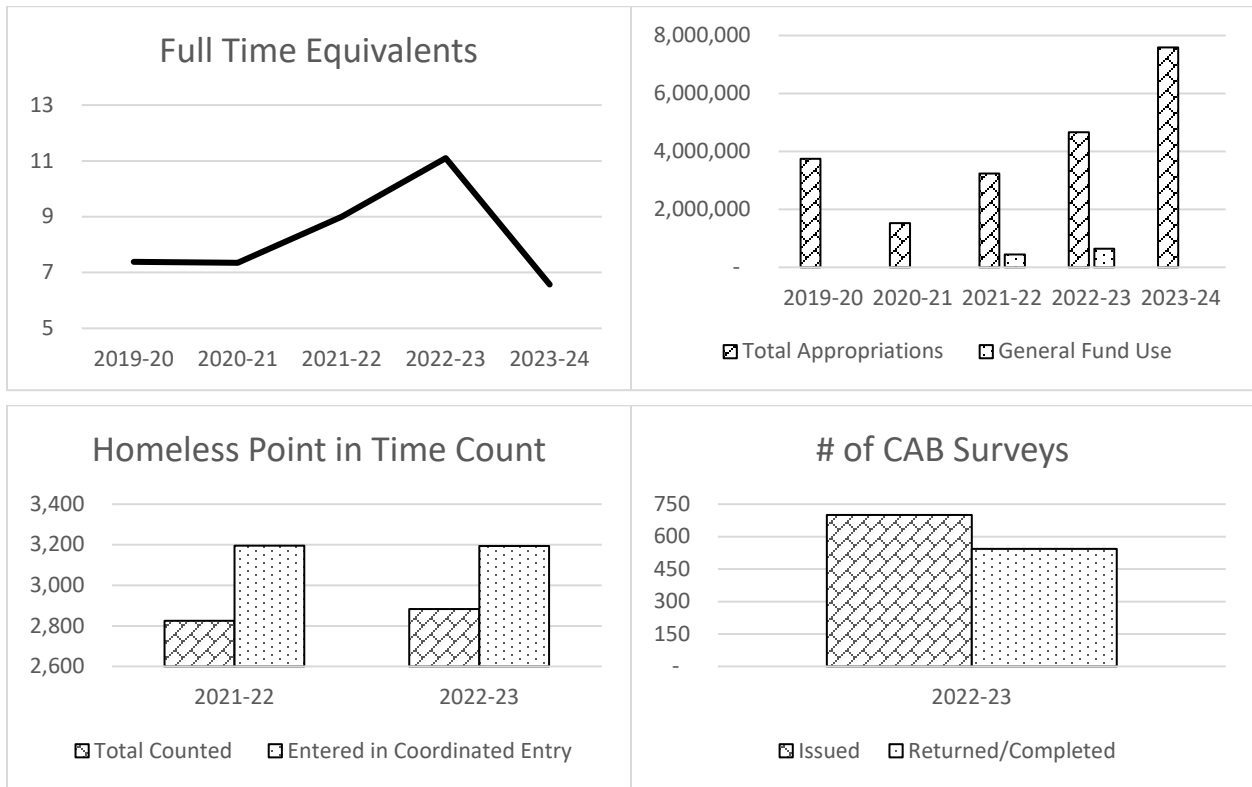 Full Time Equivalents
13
11
9
7
5
2019-20 2020-21 2021-22 2022-23 2023-24
8,000,000
6,000,000
4,000,000
2,000,000
-
2019-20 2020-21 2021-22 2022-23 2023-24
Total Appropriations General Fund Use
Homeless Point in Time Count
3,400
3,200
3,000
2,800
2,600
2021-22 2022-23
Total Counted Entered in Coordinated Entry
# of CAB Surveys
750
600
450
300
150
-
2022-23
Issued Returned/Completed